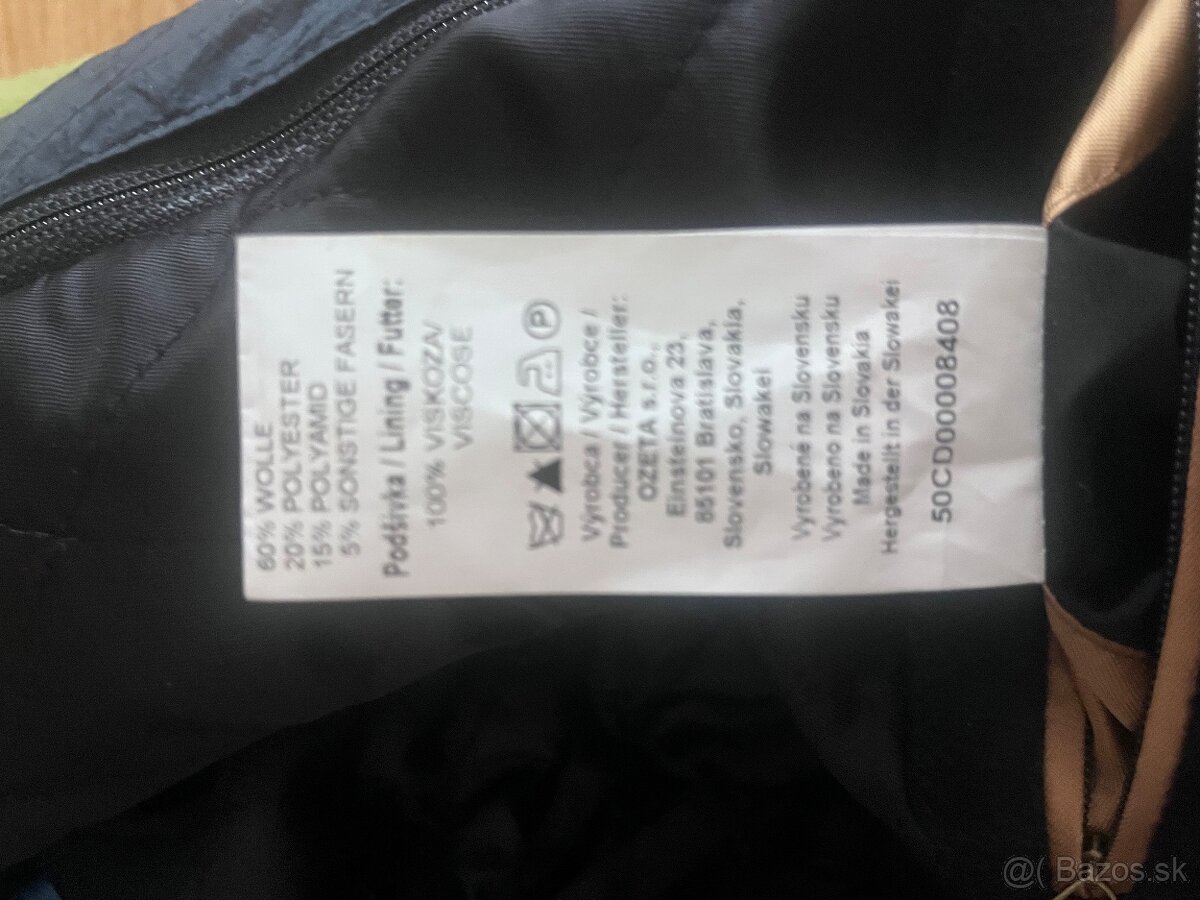 60% WOLLE
20% POLYESTER
15% POLYAMID
5% SONSTIGE FASERN
Podšívka / Lining / Futter:
100% VISKOZA/
VISCOSE
P
Výrobca / Výrobce /
Producer / Hersteller:
OZETA s.r.o.,
Einsteinova 23,
85101 Bratislava,
Slovensko, Slovakia,
Slowakei
Vyrobené na Slovensku
Vyrobeno na Slovensku
Made in Slovakia
Hergestellt in der Slowakei
50CD00008408
@( Bazos.sk